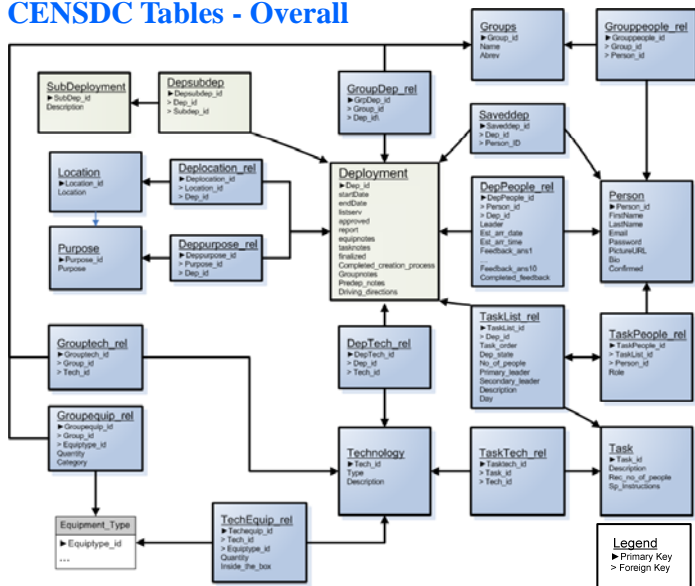 CENSDC Tables - Overall
Groups
►Group_id
Name
Abrev
Grouppeople_rel
►Grouppeople_id
> Group_id
> Person_id
SubDeployment
►SubDep_id
Description
Depsubdep
►Depsubdep_id
> Dep_id
> Subdep_id
GroupDep_rel
►GrpDep_id
> Group_id
> Dep_id\
Saveddep
►Saveddep_id
> Dep_id
> Person_ID
Location
►Location_id
Location
Deplocation_rel
►Deplocation_id
> Location_id
> Dep_id
Deployment
►Dep_id
startDate
endDate
listserv
approved
report
equipnotes
tasknotes
finalized
Completed_creation_process
Groupnotes
Predep_notes
Driving_directions
DepPeople_rel
►DepPeople_id
> Person_id
> Dep_id
Leader
Est_arr_date
Est_arr_time
Feedback_ans1
...
Feedback_ans10
Completed_feedback
Person
►Person_id
FirstName
LastName
Email
Password
PictureURL
Bio
Confirmed
Purpose
►Purpose_id
Purpose
Deppurpose_rel
►Deppurpose_id
> Purpose_id
> Dep_id
Grouptech_rel
►Grouptech_id
> Group_id
> Tech_id
DepTech_rel
►DepTech_id
> Dep_id
> Tech_id
TaskList_rel
►TaskList_id
> Dep_id
Task_order
Dep_state
No_of_people
Primary_leader
Secondary_leader
Description
Day
TaskPeople_rel
►TaskPeople_id
> TaskList_id
> Person_id
Role
Groupequip_rel
►Groupequip_id
> Group_id
> Equiptype_id
Quantity
Category
Technology
►Tech_id
Type
Description
TaskTech_rel
►Tasktech_id
> Task_id
> Tech_id
Task
►Task_id
Description
Rec_no_of_people
Sp_Instructions
Equipment_Type
►Equiptype_id
...
TechEquip_rel
►Techequip_id
> Tech_id
> Equiptype_id
Quantity
Inside_the_box
Legend
►Primary Key
> Foreign Key